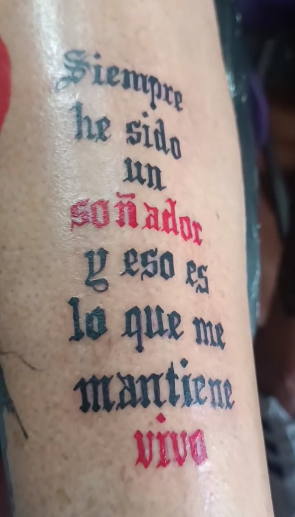 Siempre
he sido
un
soñador
y eso es
lo que me
mantiene
vivo